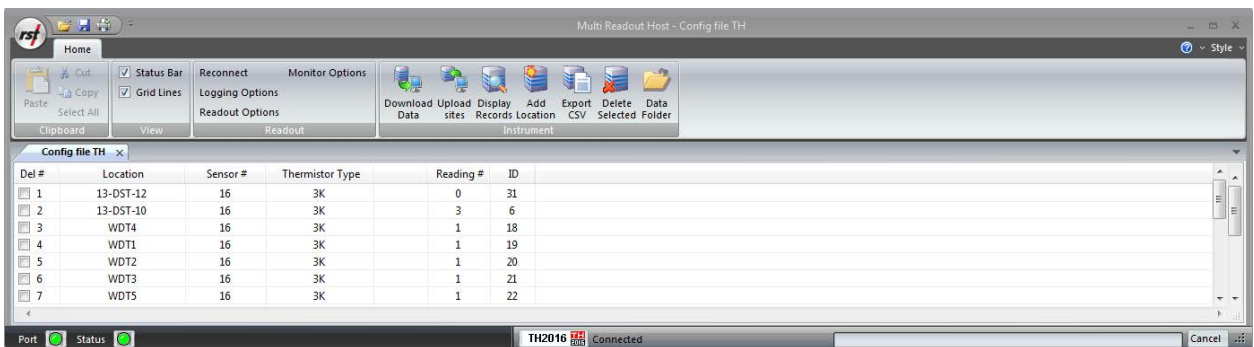 rst
Multi Readout Host - Config file TH
Home
Style
Paste
Cut
Copy
Select All
Clipboard
Status Bar
Grid Lines
View
Reconnect Monitor Options
Logging Options
Readout Options
Readout
Download Data
Upload sites
Display Records
Add Location
Export CSV
Delete Selected
Data Folder
Instrument
Config file TH
Del # Location Sensor # Thermistor Type Reading # ID
1 13-DST-12 16 3K 0 31
2 13-DST-10 16 3K 3 6
3 WDT4 16 3K 1 18
4 WDT1 16 3K 1 19
5 WDT2 16 3K 1 20
6 WDT3 16 3K 1 21
7 WDT5 16 3K 1 22
Port Status TH2016 TH 2016 Connected Cancel